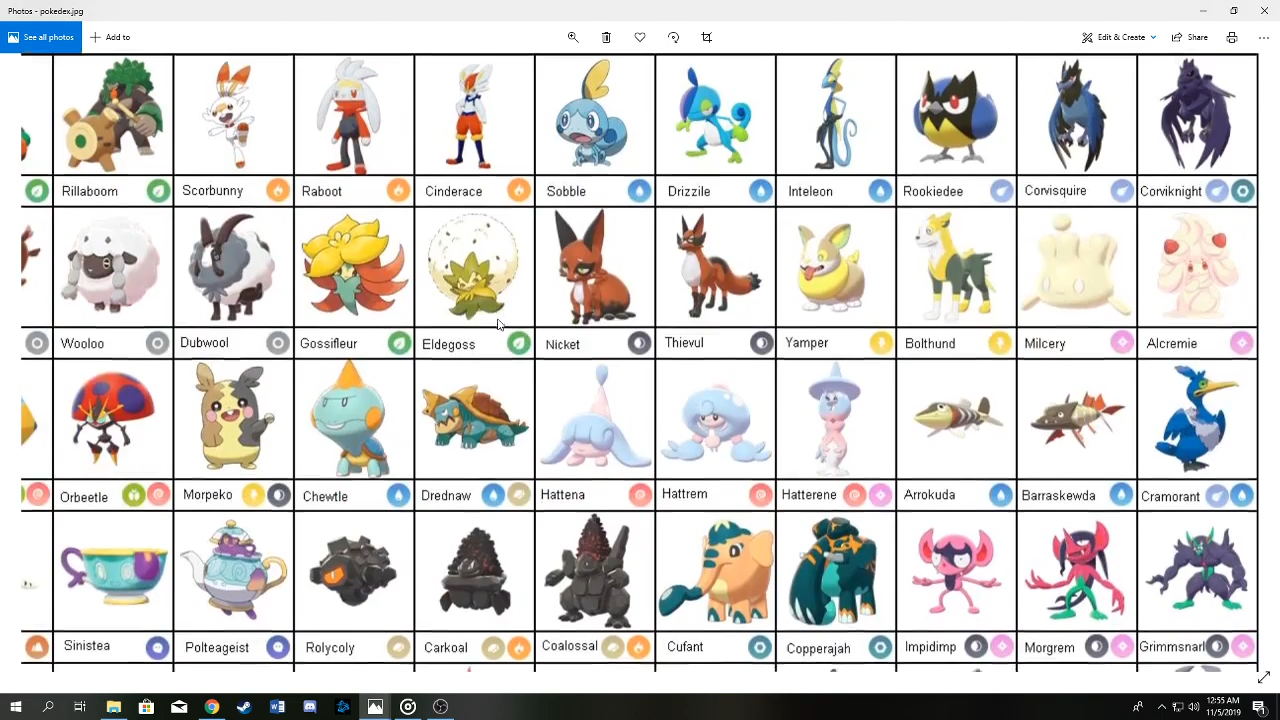 Photos - pokedex.jpg
See all photos
Add to
Edit & Create
Share
Rillaboom
Scorbunny
Raboot
Cinderace
Sobble
Drizzile
Inteleon
Rookiedee
Corvisquire
Corviknight
Wooloo
Dubwool
Gossifleur
Eldegoss
Nicket
Thievul
Yamper
Bolthund
Milcery
Alcremie
Orbeetle
Morpeko
Chewtle
Drednaw
Hattena
Hattrem
Hatterene
Arrokuda
Barraskewda
Cramorant
Sinistea
Polteageist
Rolycoly
Carkoal
Coalossal
Cufant
Copperajah
Impidimp
Morgrem
Grimmsnarl
12:55 AM
11/5/2019